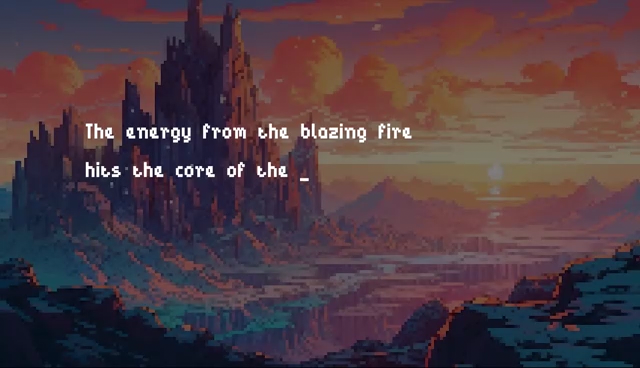 The energy from the blazing fire
hits the core of the _